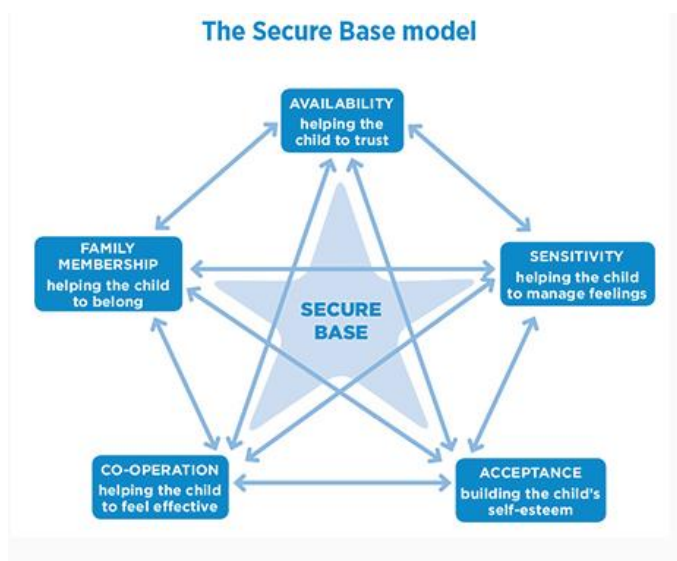 The Secure Base model
AVAILABILITY
helping the
child to trust
FAMILY
MEMBERSHIP
helping the child
to belong
SENSITIVITY
helping the child
to manage feelings
SECURE
BASE
CO-OPERATION
helping the child
to feel effective
ACCEPTANCE
building the child's
self-esteem